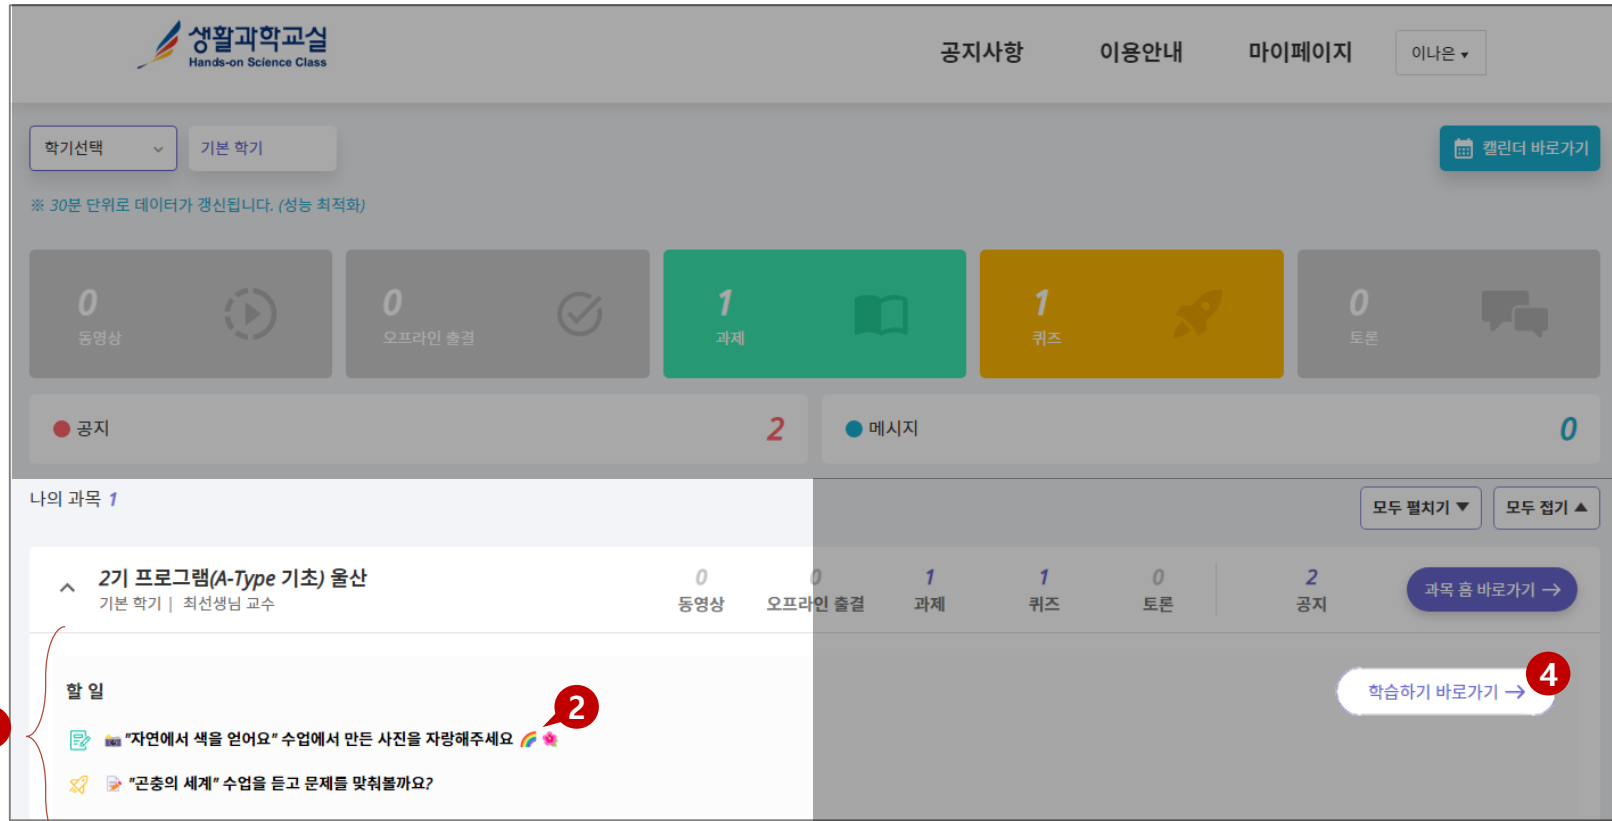 생활과학교실
Hands-on Science Class
공지사항 이용안내 마이페이지 이나은
학기선택 기본 학기 캘린더 바로가기
※ 30분 단위로 데이터가 갱신됩니다. (성능 최적화)
0 0 1 1 0
동영상 오프라인 출결 과제 퀴즈 토론
공지 2 메시지 0
나의 과목 1 모두 펼치기 ▼ 모두 접기 ▲
2기 프로그램(A-Type 기초) 울산 0 0 1 1 0 2
기본 학기 | 최선생님 교수 동영상 오프라인 출결 과제 퀴즈 토론 공지 과목 홈 바로가기 →
할 일 학습하기 바로가기 → 4
2
📷 "자연에서 색을 얻어요" 수업에서 만든 사진을 자랑해주세요 🌈 🌺
📝 "곤충의 세계" 수업을 듣고 문제를 맞춰볼까요?